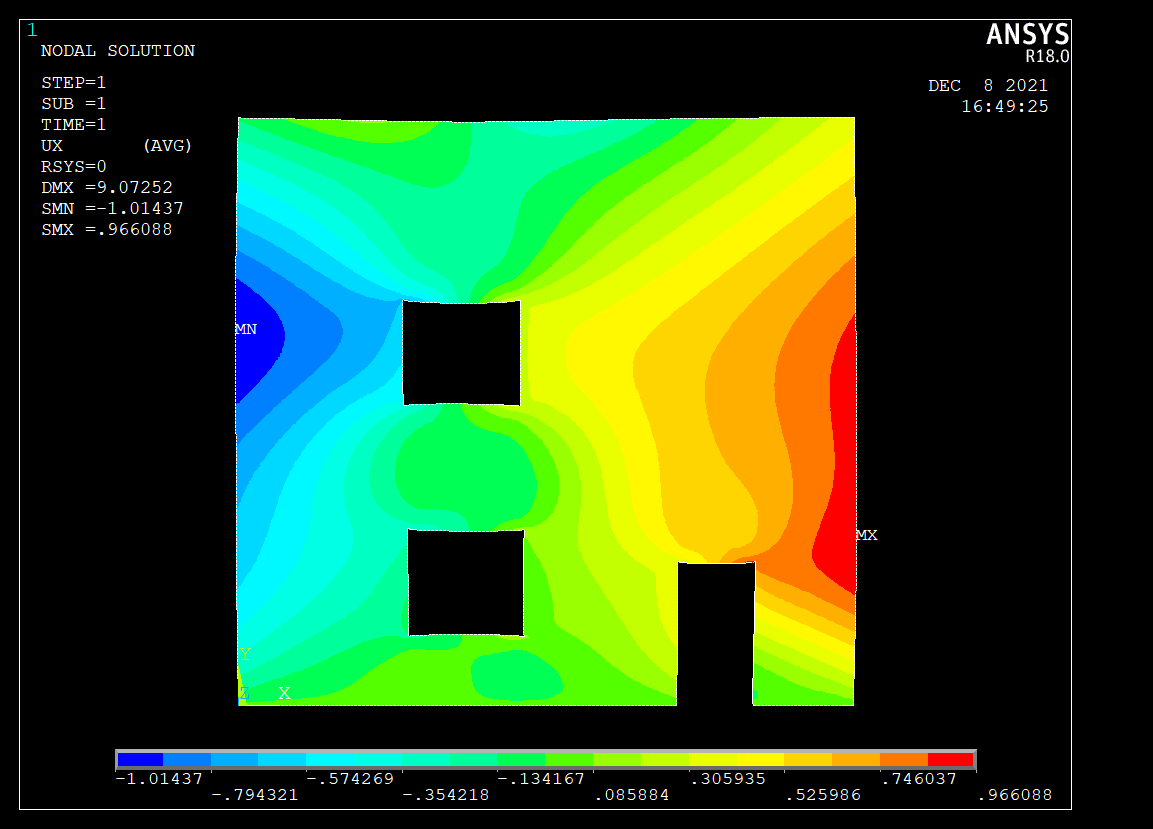 1
ANSYS
R18.0
NODAL SOLUTION
STEP=1
SUB =1
TIME=1
UX (AVG)
RSYS=0
DMX =9.07252
SMN =-1.01437
SMX =.966088
DEC 8 2021
16:49:25
MN
MX
Y
Z X
-1.01437 -.574269 -.134167 .305935 .746037
-.794321 -.354218 .085884 .525986 .966088